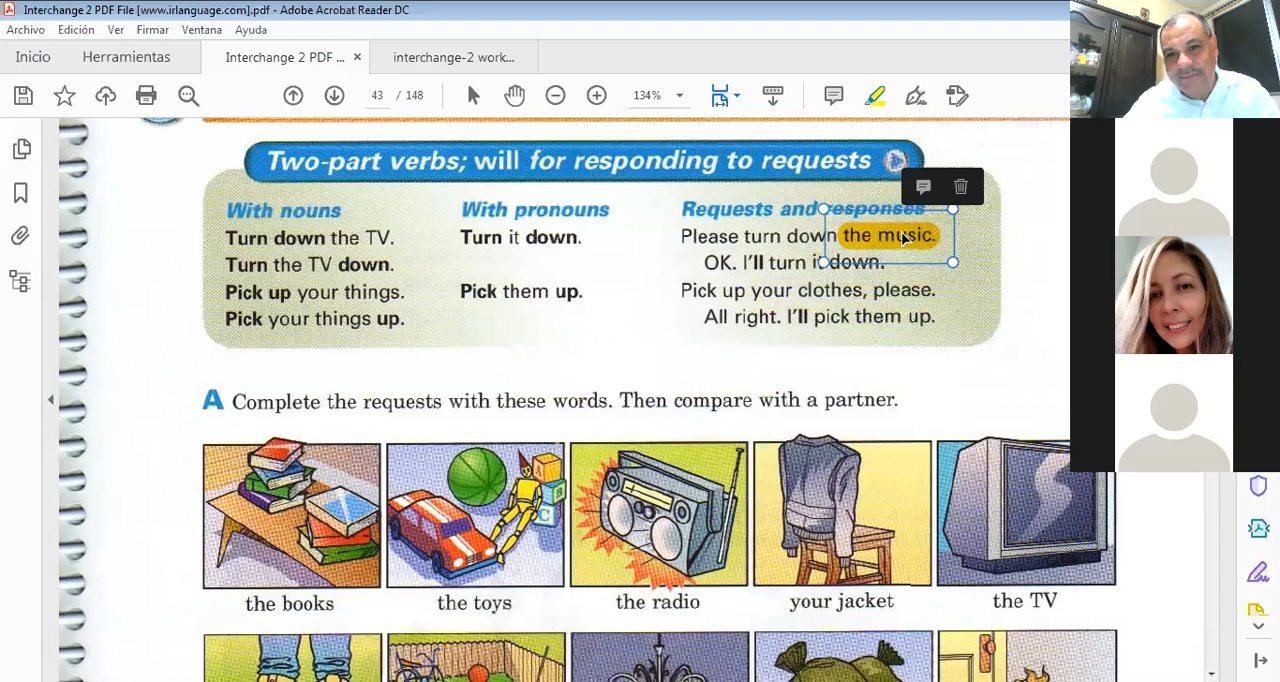 Interchange 2 PDF File [www.irlanguage.com].pdf - Adobe Acrobat Reader DC
Archivo Edición Ver Firmar Ventana Ayuda
Inicio Herramientas Interchange 2 PDF ... × interchange-2 work...
43 / 148 134%
Two-part verbs; will for responding to requests
With nouns With pronouns Requests and responses
Turn down the TV. Turn it down. Please turn down the music.
Turn the TV down. OK. I'll turn it down.
Pick up your things. Pick them up. Pick up your clothes, please.
Pick your things up. All right. I'll pick them up.
A Complete the requests with these words. Then compare with a partner.
A
C
the books the toys the radio your jacket the TV